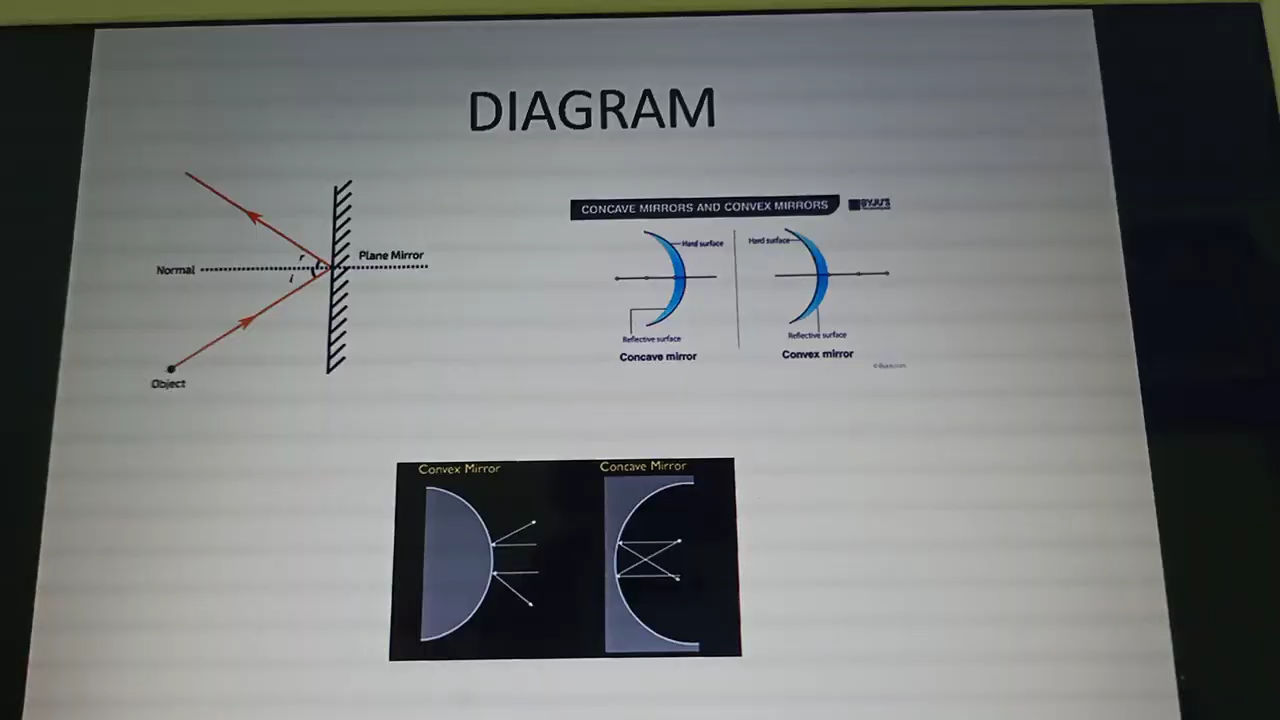 DIAGRAM
r
Plane Mirror
Normal
i
Object
CONCAVE MIRRORS AND CONVEX MIRRORS
BYJU'S
Hard surface
Hard surface
Reflective surface
Reflective surface
Concave mirror
Convex mirror
Convex Mirror
Concave Mirror